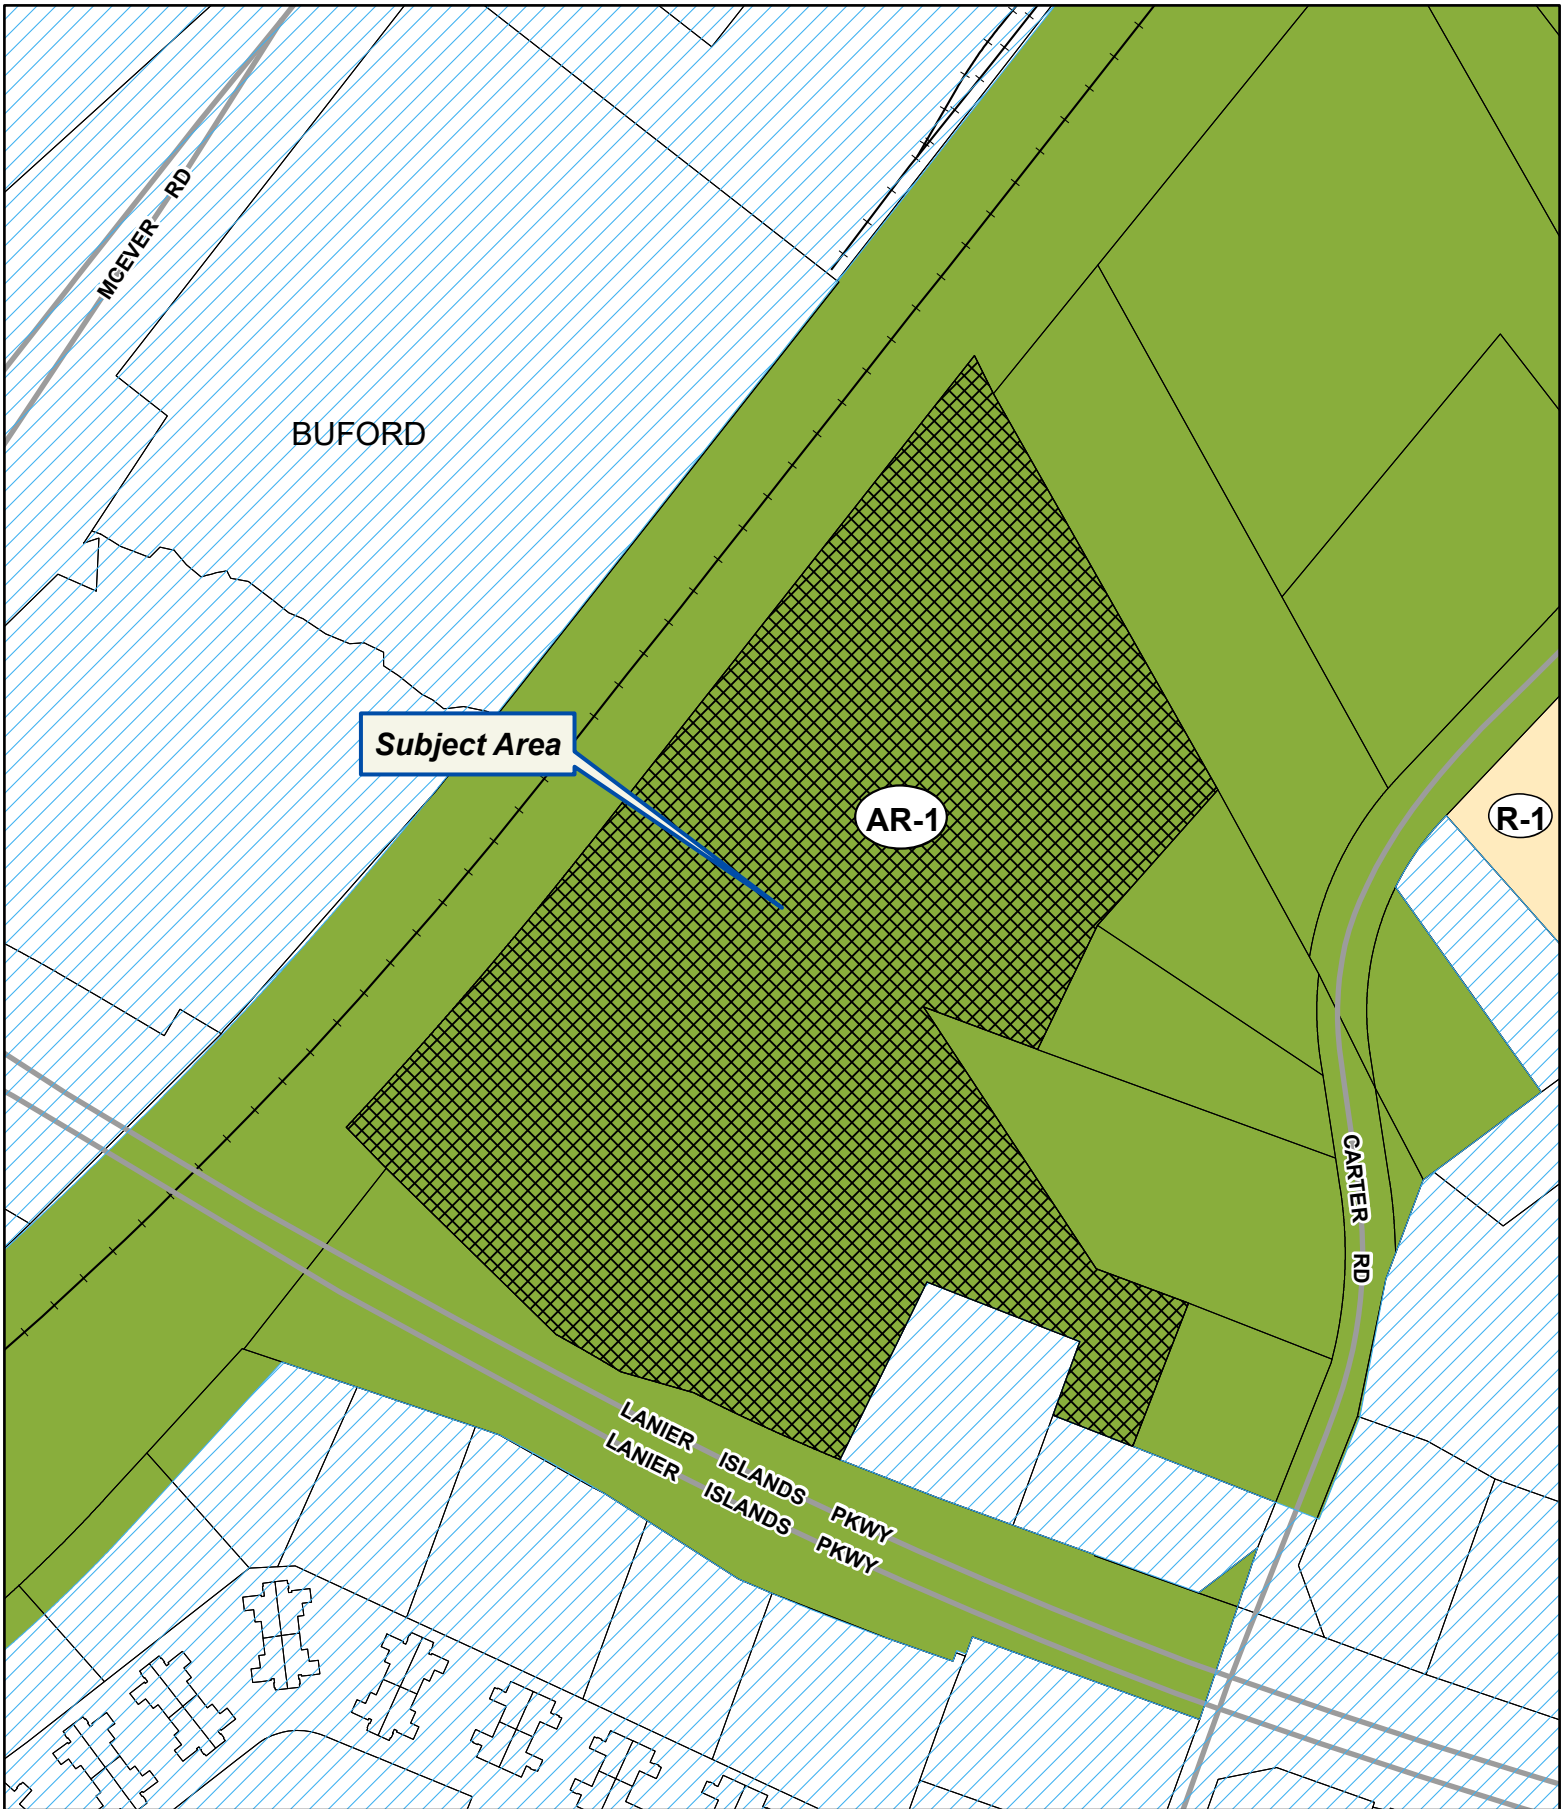 MCEVER RD
BUFORD
Subject Area
AR-1
R-1
CARTER RD
LANIER ISLANDS PKWY
LANIER ISLANDS PKWY